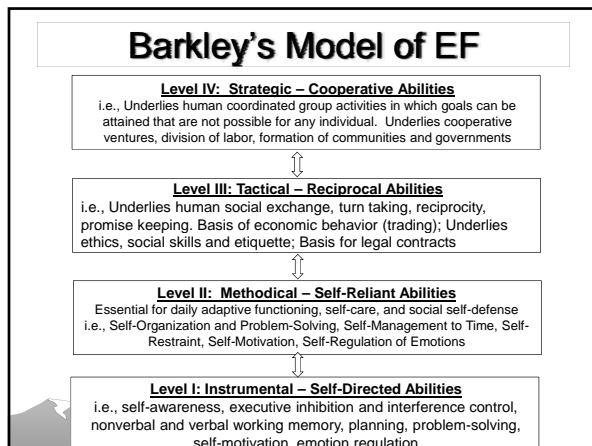 Barkley's Model of EF
Level IV: Strategic – Cooperative Abilities
i.e., Underlies human coordinated group activities in which goals can be
attained that are not possible for any individual. Underlies cooperative
ventures, division of labor, formation of communities and governments
Level III: Tactical – Reciprocal Abilities
i.e., Underlies human social exchange, turn taking, reciprocity,
promise keeping. Basis of economic behavior (trading); Underlies
ethics, social skills and etiquette; Basis for legal contracts
Level II: Methodical – Self-Reliant Abilities
Essential for daily adaptive functioning, self-care, and social self-defense
i.e., Self-Organization and Problem-Solving, Self-Management to Time, Self-
Restraint, Self-Motivation, Self-Regulation of Emotions
Level I: Instrumental – Self-Directed Abilities
i.e., self-awareness, executive inhibition and interference control,
nonverbal and verbal working memory, planning, problem-solving,
self-motivation, emotion regulation